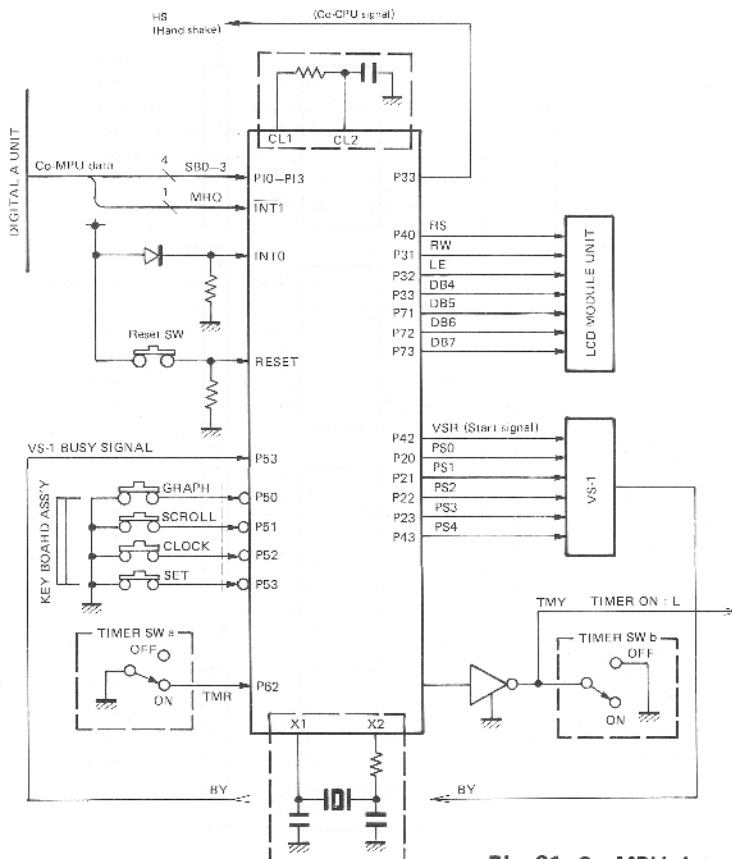 HS
(Hand shake)
(Co-CPU signal)
CL1
CL2
DIGITAL A UNIT
Co-MPU data
4
SB0-3
PI0-PI3
1
MRQ
INT1
INT0
Reset SW
RESET
P33
P40
RS
P31
RW
P32
LE
P33
DB4
P71
DB5
P72
DB6
P73
DB7
LCD MODULE UNIT
VS-1 BUSY SIGNAL
P53
KEY BOARD ASS'Y
GRAPH
P50
SCROLL
P51
CLOCK
P52
SET
P53
P42
VSR (Start signal)
P20
PS0
P21
PS1
P22
PS2
P23
PS3
P43
PS4
VS-1
TIMER SW a
OFF
ON
TMR
P62
TMY
TIMER ON : L
TIMER SW b
OFF
ON
X1
X2
BY
BY